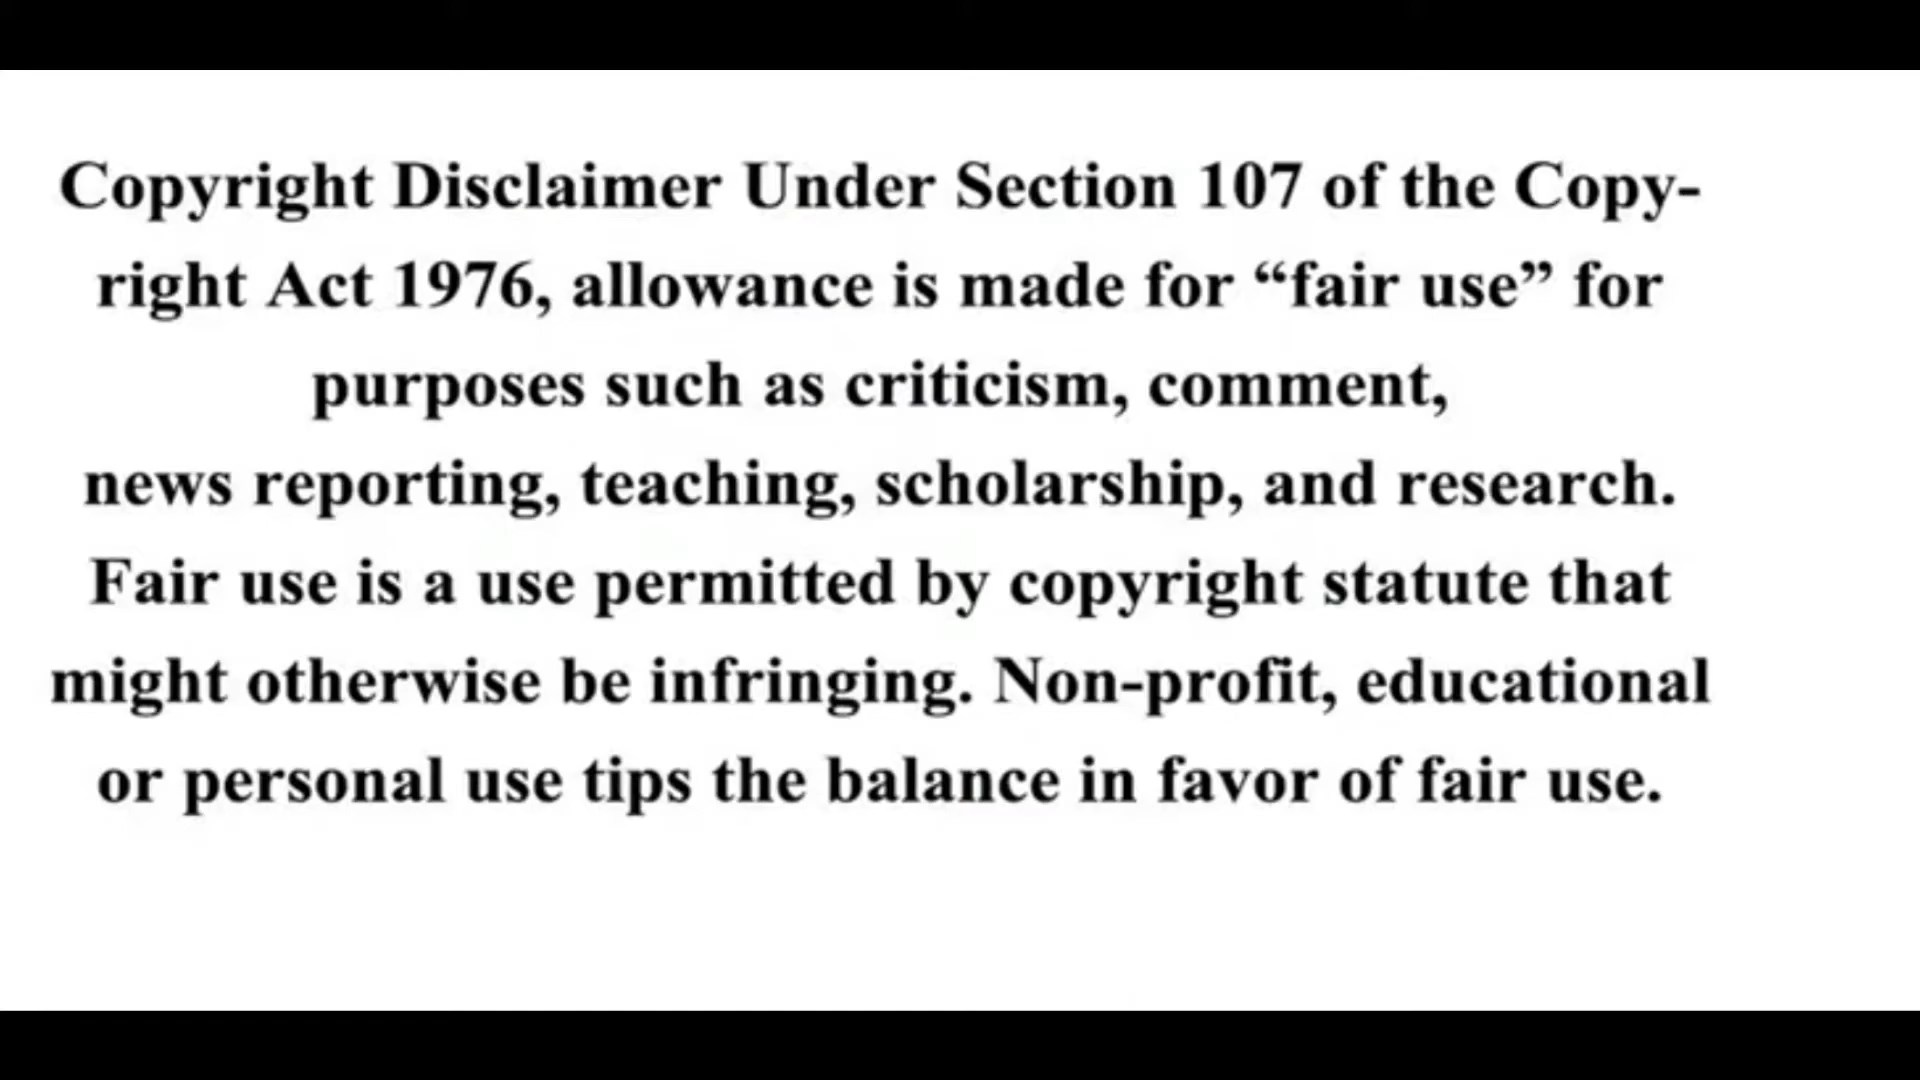 Copyright Disclaimer Under Section 107 of the Copy-
right Act 1976, allowance is made for “fair use” for
purposes such as criticism, comment,
news reporting, teaching, scholarship, and research.
Fair use is a use permitted by copyright statute that
might otherwise be infringing. Non-profit, educational
or personal use tips the balance in favor of fair use.